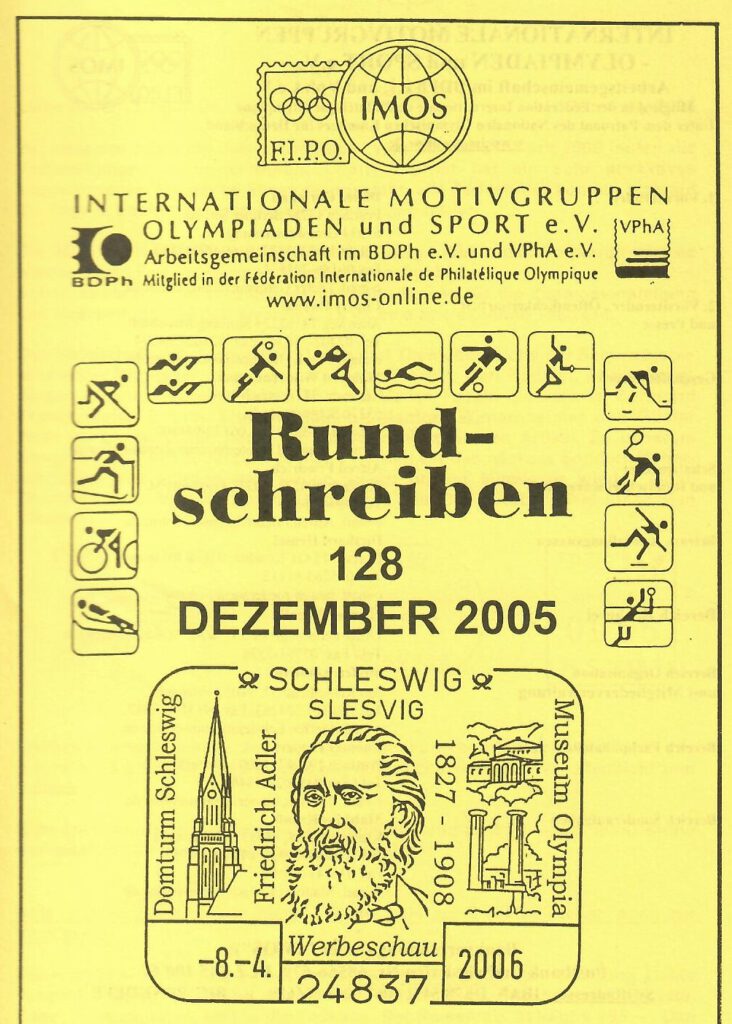 IMOS
F.I.P.O.
INTERNATIONALE MOTIVGRUPPEN
OLYMPIADEN und SPORT e.V.
Arbeitsgemeinschaft im BDPh e.V. und VPhA e.V.
Mitglied in der Fédération Internationale de Philatélique Olympique
www.imos-online.de
BDPh
VPhA
Rund-
schreiben
128
DEZEMBER 2005
SCHLESWIG
SLESVIG
Domturm Schleswig
Friedrich Adler
1827 - 1908
Museum Olympia
-8.-4.
Werbeschau
2006
24837